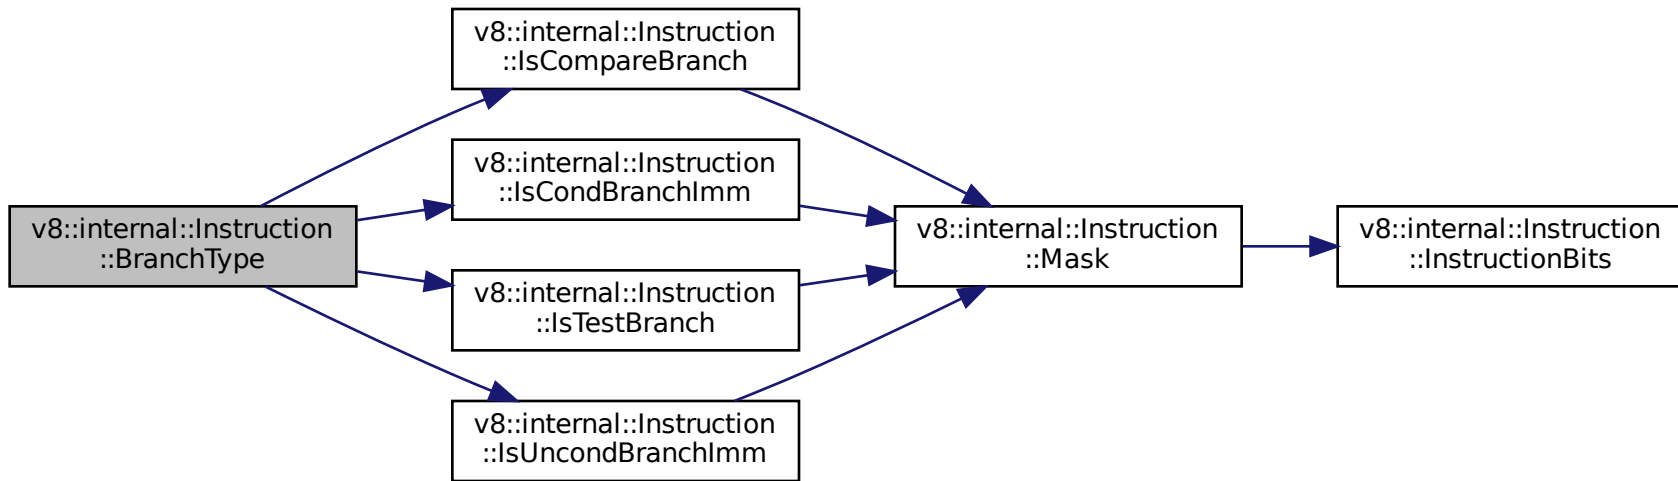 v8::internal::Instruction
::BranchType
v8::internal::Instruction
::IsCompareBranch
v8::internal::Instruction
::IsCondBranchImm
v8::internal::Instruction
::IsTestBranch
v8::internal::Instruction
::IsUncondBranchImm
v8::internal::Instruction
::Mask
v8::internal::Instruction
::InstructionBits